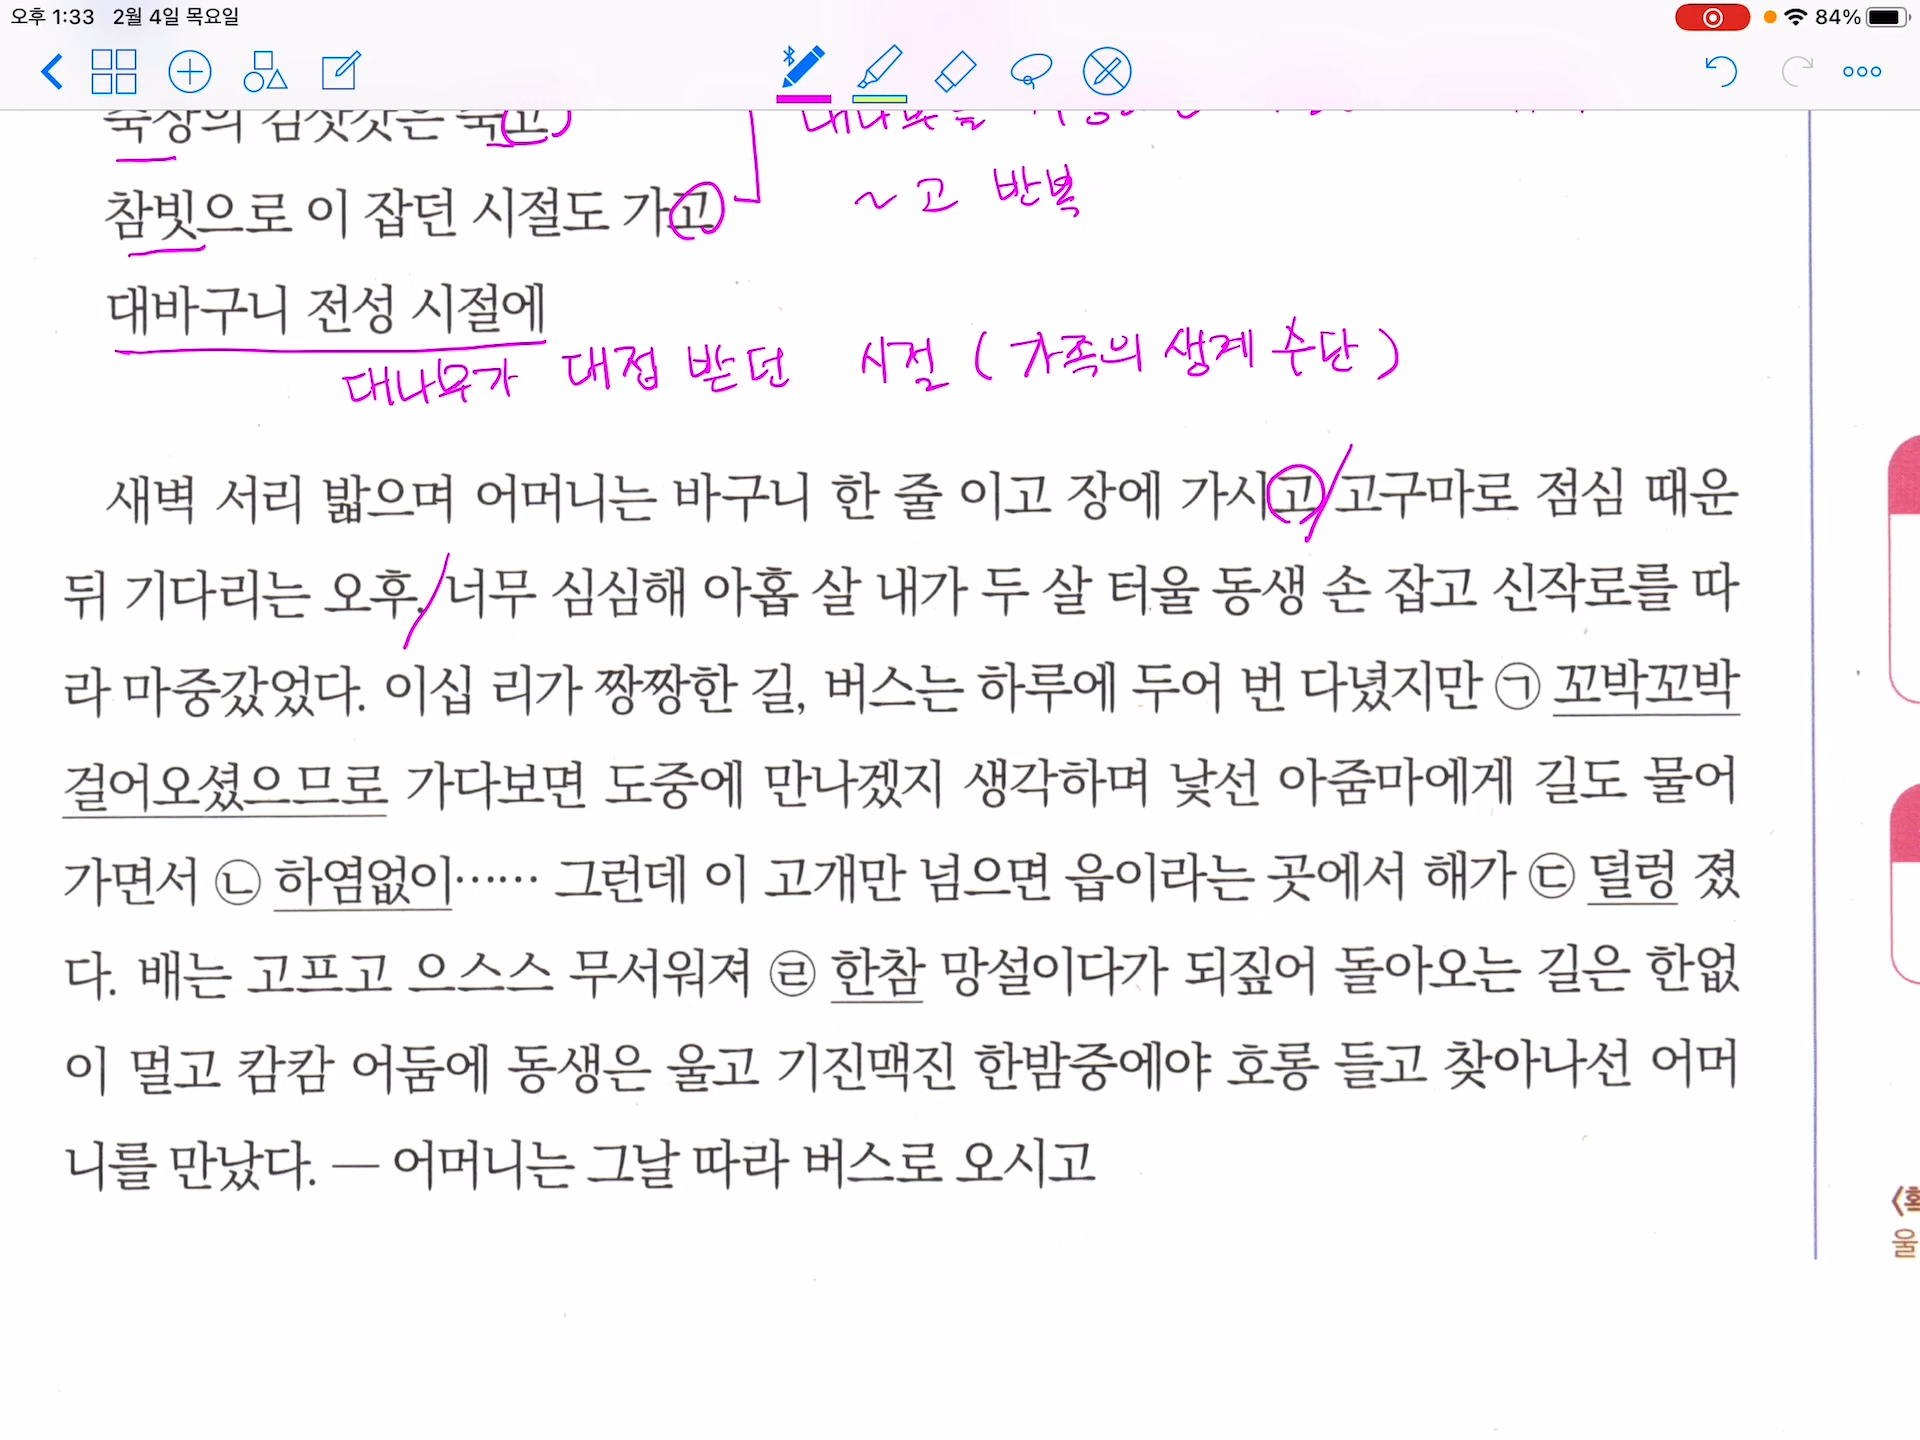 오후 1:33 2월 4일 목요일 84%
죽장의 김삿갓은 죽고
대나무를
참빗으로 이 잡던 시절도 가고
~고 반복
대바구니 전성 시절에
대나무가 대접 받던 시절 (가족의 생계 수단)
새벽 서리 밟으며 어머니는 바구니 한 줄 이고 장에 가시고 고구마로 점심 때운
뒤 기다리는 오후, 너무 심심해 아홉 살 내가 두 살 터울 동생 손 잡고 신작로를 따
라 마중갔었다. 이십 리가 짱짱한 길, 버스는 하루에 두어 번 다녔지만 ㉠ 꼬박꼬박
걸어오셨으므로 가다보면 도중에 만나겠지 생각하며 낯선 아줌마에게 길도 물어
가면서 ㉡ 하염없이…… 그런데 이 고개만 넘으면 읍이라는 곳에서 해가 ㉢ 덜렁 졌
다. 배는 고프고 으스스 무서워져 ㉣ 한참 망설이다가 되짚어 돌아오는 길은 한없
이 멀고 캄캄 어둠에 동생은 울고 기진맥진 한밤중에야 호롱 들고 찾아나선 어머
니를 만났다. — 어머니는 그날 따라 버스로 오시고
울